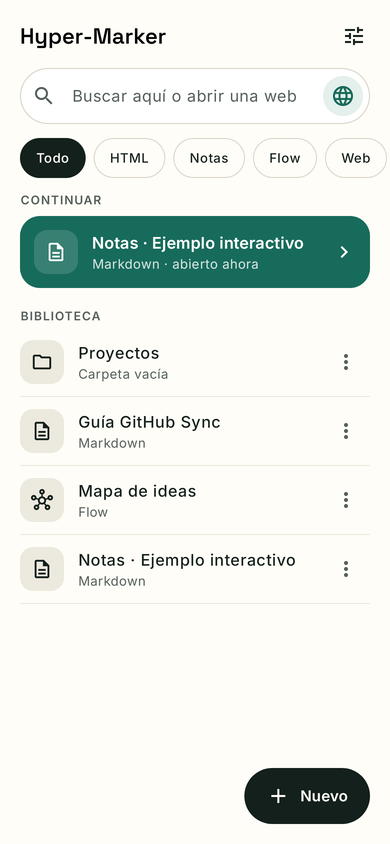 Hyper-Marker
Buscar aquí o abrir una web
Todo
HTML
Notas
Flow
Web
CONTINUAR
Notas · Ejemplo interactivo
Markdown · abierto ahora
BIBLIOTECA
Proyectos
Carpeta vacía
Guía GitHub Sync
Markdown
Mapa de ideas
Flow
Notas · Ejemplo interactivo
Markdown
Nuevo